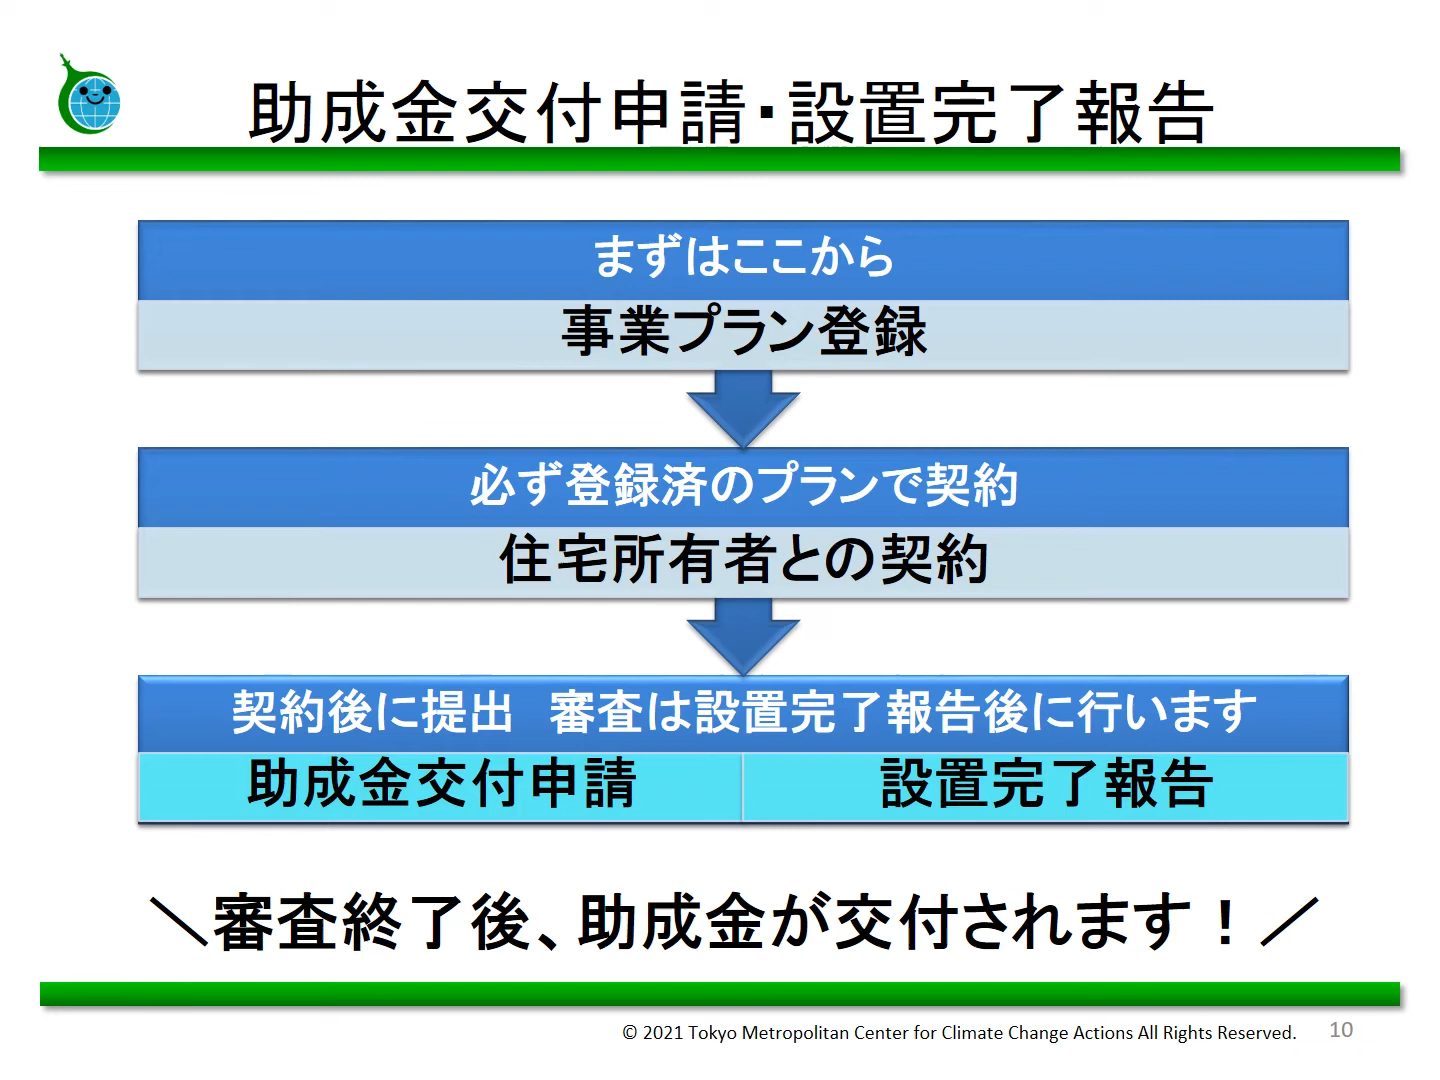 助成金交付申請・設置完了報告
まずはここから
事業プラン登録
必ず登録済のプランで契約
住宅所有者との契約
契約後に提出　審査は設置完了報告後に行います
助成金交付申請
設置完了報告
＼審査終了後、助成金が交付されます！／
© 2021 Tokyo Metropolitan Center for Climate Change Actions All Rights Reserved.
10